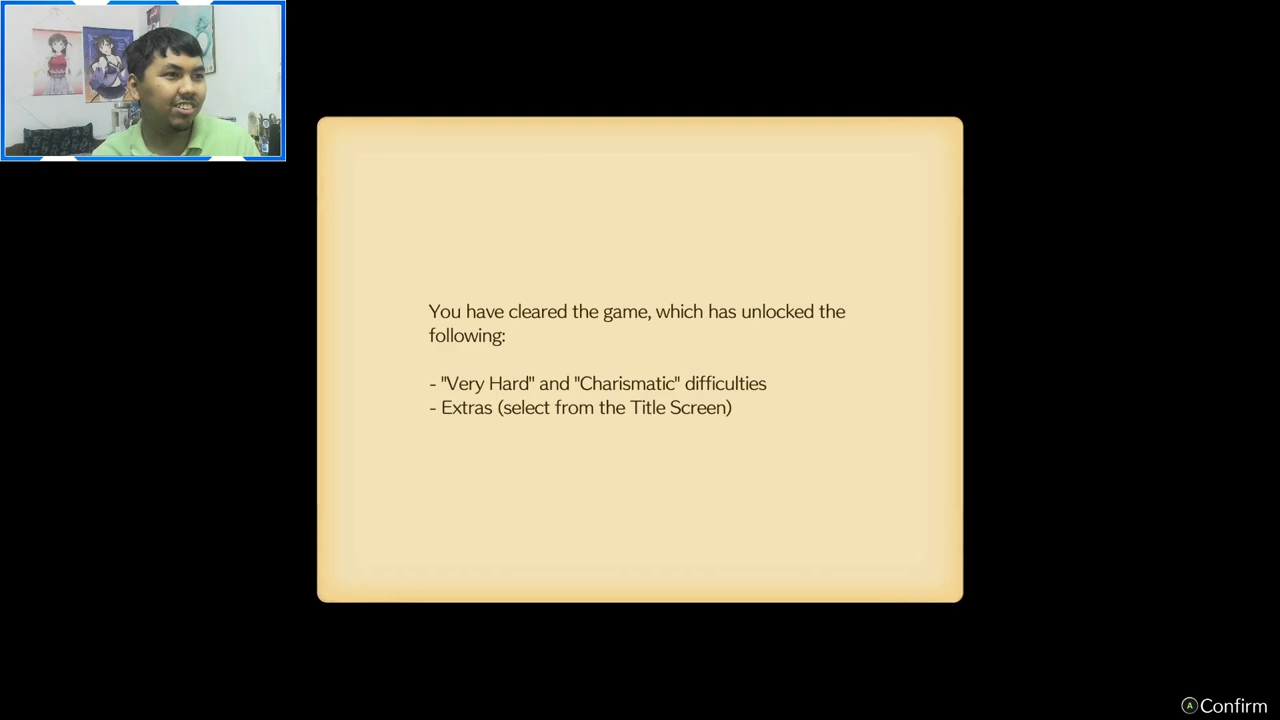 You have cleared the game, which has unlocked the
following:
- "Very Hard" and "Charismatic" difficulties
- Extras (select from the Title Screen)
A Confirm